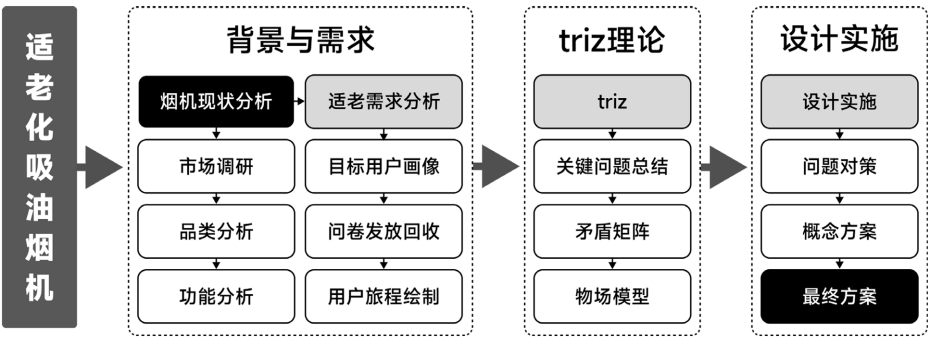 适老化吸油烟机
背景与需求
烟机现状分析
适老需求分析
市场调研
目标用户画像
品类分析
问卷发放回收
功能分析
用户旅程绘制
triz理论
triz
关键问题总结
矛盾矩阵
物场模型
设计实施
设计实施
问题对策
概念方案
最终方案